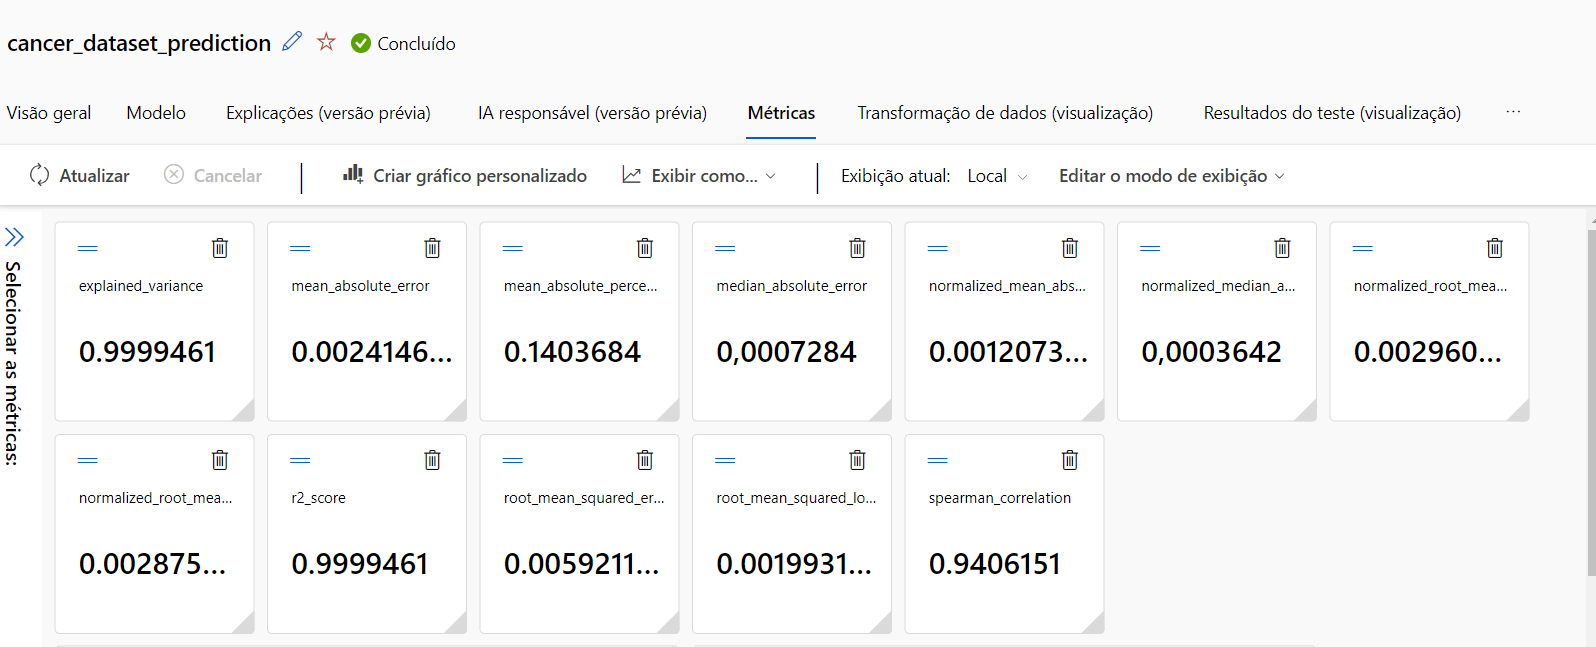 cancer_dataset_prediction Concluído
Visão geral Modelo Explicações (versão prévia) IA responsável (versão prévia) Métricas Transformação de dados (visualização) Resultados do teste (visualização) ...
Atualizar Cancelar Criar gráfico personalizado Exibir como... Exibição atual: Local Editar o modo de exibição
Selecionar as métricas:
explained_variance
0.9999461
mean_absolute_error
0.0024146...
mean_absolute_perce...
0.1403684
median_absolute_error
0,0007284
normalized_mean_abs...
0.0012073...
normalized_median_a...
0,0003642
normalized_root_mea...
0.002960...
normalized_root_mea...
0.002875...
r2_score
0.9999461
root_mean_squared_er...
0.0059211...
root_mean_squared_lo...
0.0019931...
spearman_correlation
0.9406151